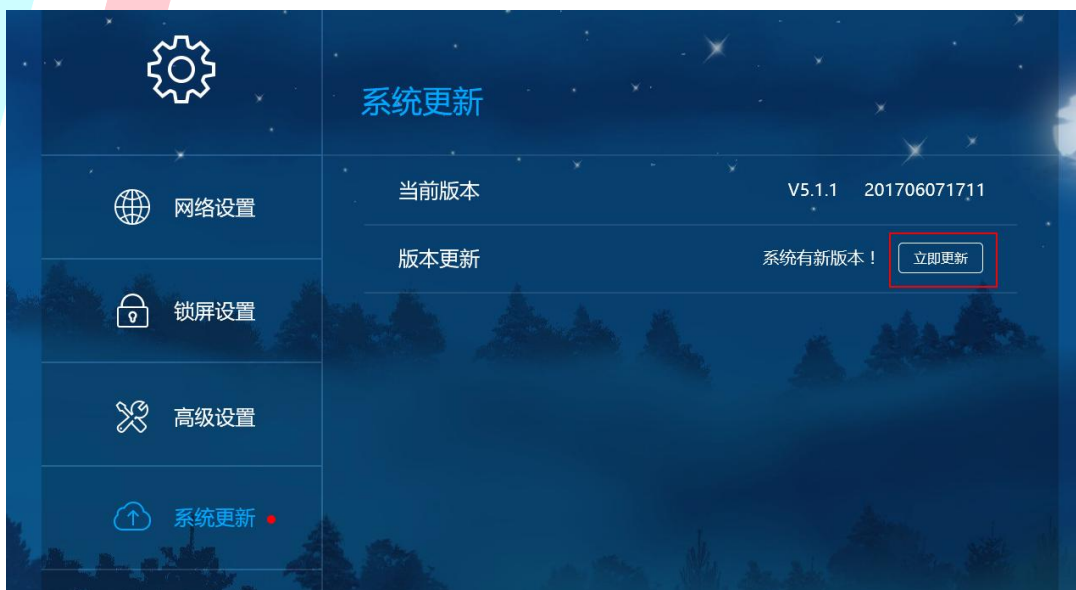 系统更新
网络设置
当前版本 V5.1.1 201706071711
版本更新 系统有新版本！ 立即更新
锁屏设置
高级设置
系统更新